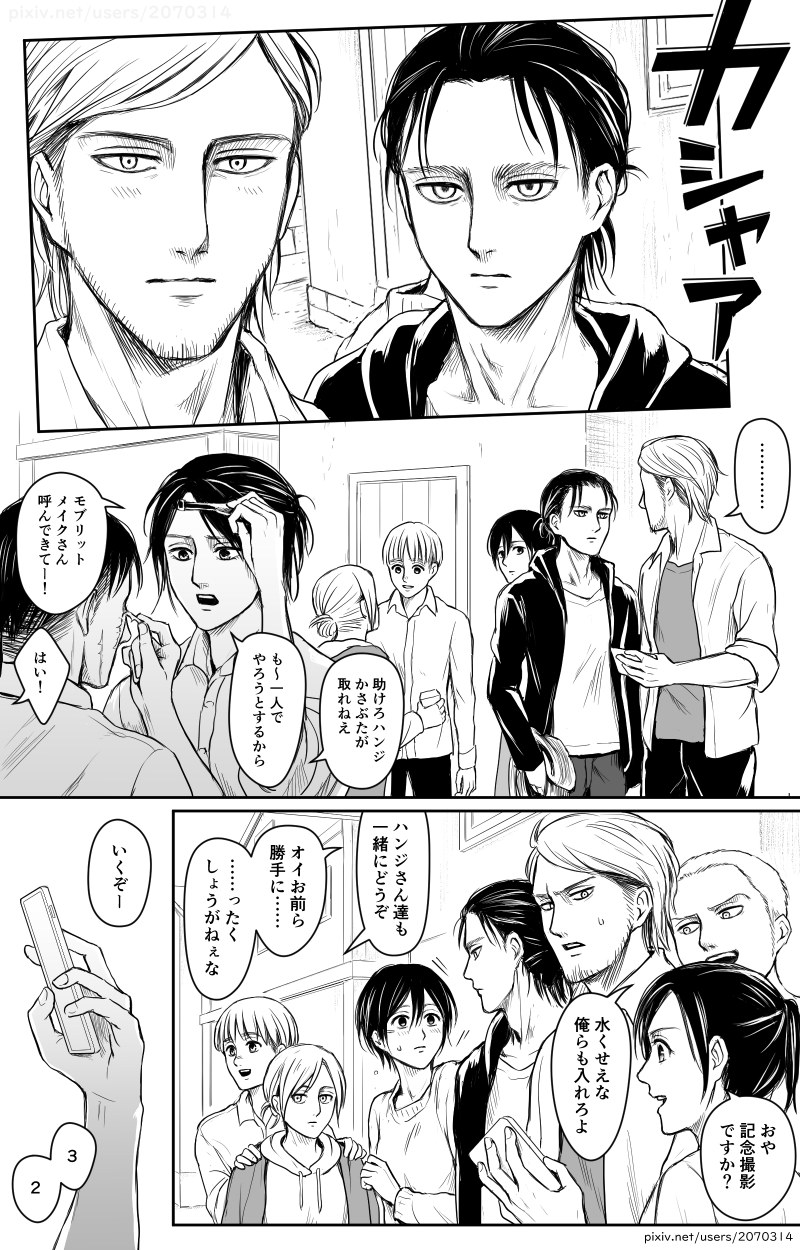 pixiv.net/users/2070314
カシャア
…………
助けろハンジ
かさぶたが
取れねえ
も〜一人で
やろうとするから
モブリット
メイクさん
呼んできてー！
はい！
おや
記念撮影
ですか？
水くせえな
俺らも入れろよ
ハンジさん達も
一緒にどうぞ
オイお前ら
勝手に……
……ったく
しょうがねぇな
いくぞー
3
2
pixiv.net/users/2070314